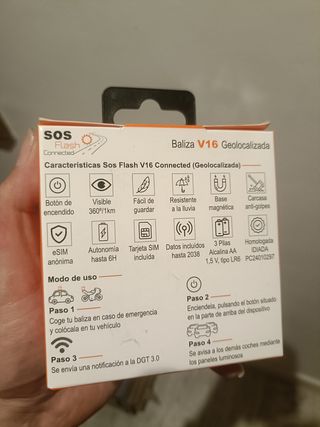 SOS
Flash
Connected
Baliza V16 Geolocalizada
Características Sos Flash V16 Connected (Geolocalizada)
Botón de
encendido
Visible
360º/1km
Fácil de
guardar
Resistente
a la lluvia
Base
magnética
Carcasa
anti-golpes
eSIM
anónima
Autonomía
hasta 6H
Tarjeta SIM
incluida
Datos incluidos
hasta 2038
3 Pilas
Alcalina AA
1,5 V, tipo LR6
Homologada
IDIADA
PC24010297
Modo de uso
Paso 1
Coge tu baliza en caso de emergencia
y colócala en tu vehículo
Paso 2
Enciendela, pulsando el botón situado
en la parte de arriba del dispositivo
Paso 3
Se envía una notificación a la DGT 3.0
Paso 4
Se avisa a los demás coches mediante
los paneles luminosos